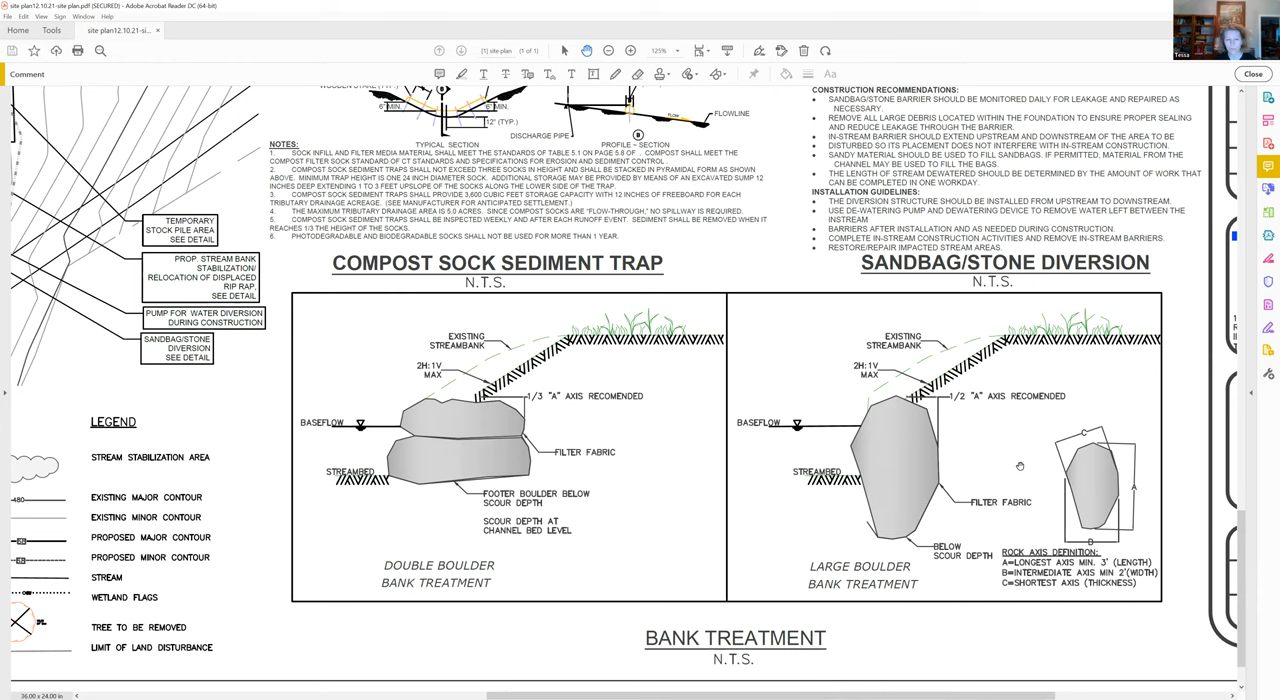 site plan12.10.21-site plan.pdf (SECURED) - Adobe Acrobat Reader DC (64-bit)
File Edit View Sign Window Help
Home Tools site plan12.10.21-si... ×
[1] site plan (1 of 1) 125%
Comment
Close
Tessa
6" MIN. 6" MIN.
12" (TYP.)
DISCHARGE PIPE
FLOW
FLOWLINE
TYPICAL SECTION
PROFILE - SECTION
B
NOTES:
1. SOCK INFILL AND FILTER MEDIA MATERIAL SHALL MEET THE STANDARDS OF TABLE 5.1 ON PAGE 5.8 OF . COMPOST SHALL MEET THE
COMPOST FILTER SOCK STANDARD OF CT STANDARDS AND SPECIFICATIONS FOR EROSION AND SEDIMENT CONTROL .
2. COMPOST SOCK SEDIMENT TRAPS SHALL NOT EXCEED THREE SOCKS IN HEIGHT AND SHALL BE STACKED IN PYRAMIDAL FORM AS SHOWN
ABOVE. MINIMUM TRAP HEIGHT IS ONE 24 INCH DIAMETER SOCK. ADDITIONAL STORAGE MAY BE PROVIDED BY MEANS OF AN EXCAVATED SUMP 12
INCHES DEEP EXTENDING 1 TO 3 FEET UPSLOPE OF THE SOCKS ALONG THE LOWER SIDE OF THE TRAP.
3. COMPOST SOCK SEDIMENT TRAPS SHALL PROVIDE 3,600 CUBIC FEET STORAGE CAPACITY WITH 12 INCHES OF FREEBOARD FOR EACH
TRIBUTARY DRAINAGE ACREAGE. (SEE MANUFACTURER FOR ANTICIPATED SETTLEMENT.)
4 THE MAXIMUM TRIBUTARY DRAINAGE AREA IS 5.0 ACRES. SINCE COMPOST SOCKS ARE "FLOW-THROUGH," NO SPILLWAY IS REQUIRED.
5. COMPOST SOCK SEDIMENT TRAPS SHALL BE INSPECTED WEEKLY AND AFTER EACH RUNOFF EVENT. SEDIMENT SHALL BE REMOVED WHEN IT
REACHES 1/3 THE HEIGHT OF THE SOCKS.
6. PHOTODEGRADABLE AND BIODEGRADABLE SOCKS SHALL NOT BE USED FOR MORE THAN 1 YEAR.
COMPOST SOCK SEDIMENT TRAP
N.T.S.
CONSTRUCTION RECOMMENDATIONS:
• SANDBAG/STONE BARRIER SHOULD BE MONITORED DAILY FOR LEAKAGE AND REPAIRED AS
NECESSARY.
• REMOVE ALL LARGE DEBRIS LOCATED WITHIN THE FOUNDATION TO ENSURE PROPER SEALING
AND REDUCE LEAKAGE THROUGH THE BARRIER.
• IN-STREAM BARRIER SHOULD EXTEND UPSTREAM AND DOWNSTREAM OF THE AREA TO BE
• DISTURBED SO ITS PLACEMENT DOES NOT INTERFERE WITH IN-STREAM CONSTRUCTION.
• SANDY MATERIAL SHOULD BE USED TO FILL SANDBAGS. IF PERMITTED, MATERIAL FROM THE
CHANNEL MAY BE USED TO FILL THE BAGS.
• THE LENGTH OF STREAM DEWATERED SHOULD BE DETERMINED BY THE AMOUNT OF WORK THAT
CAN BE COMPLETED IN ONE WORKDAY.
INSTALLATION GUIDELINES:
• THE DIVERSION STRUCTURE SHOULD BE INSTALLED FROM UPSTREAM TO DOWNSTREAM.
• USE DE-WATERING PUMP AND DEWATERING DEVICE TO REMOVE WATER LEFT BETWEEN THE
INSTREAM
• BARRIERS AFTER INSTALLATION AND AS NEEDED DURING CONSTRUCTION.
• COMPLETE IN-STREAM CONSTRUCTION ACTIVITIES AND REMOVE IN-STREAM BARRIERS.
• RESTORE/REPAIR IMPACTED STREAM AREAS.
SANDBAG/STONE DIVERSION
N.T.S.
TEMPORARY
STOCK PILE AREA
SEE DETAIL
PROP. STREAM BANK
STABILIZATION/
RELOCATION OF DISPLACED
RIP RAP,
SEE DETAIL
PUMP FOR WATER DIVERSION
DURING CONSTRUCTION
SANDBAG/STONE
DIVERSION
SEE DETAIL
LEGEND
STREAM STABILIZATION AREA
480 EXISTING MAJOR CONTOUR
EXISTING MINOR CONTOUR
PROPOSED MAJOR CONTOUR
PROPOSED MINOR CONTOUR
STREAM
WETLAND FLAGS
TREE TO BE REMOVED
LIMIT OF LAND DISTURBANCE
EXISTING
STREAMBANK
2H:1V
MAX
1/3 "A" AXIS RECOMENDED
BASEFLOW
FILTER FABRIC
STREAMBED
FOOTER BOULDER BELOW
SCOUR DEPTH
SCOUR DEPTH AT
CHANNEL BED LEVEL
DOUBLE BOULDER
BANK TREATMENT
EXISTING
STREAMBANK
2H:1V
MAX
1/2 "A" AXIS RECOMENDED
BASEFLOW
STREAMBED
FILTER FABRIC
BELOW
SCOUR DEPTH
LARGE BOULDER
BANK TREATMENT
C
A
B
ROCK AXIS DEFINITION:
A=LONGEST AXIS MIN. 3' (LENGTH)
B=INTERMEDIATE AXIS MIN 2'(WIDTH)
C=SHORTEST AXIS (THICKNESS)
BANK TREATMENT
N.T.S.
36.00 x 24.00 in